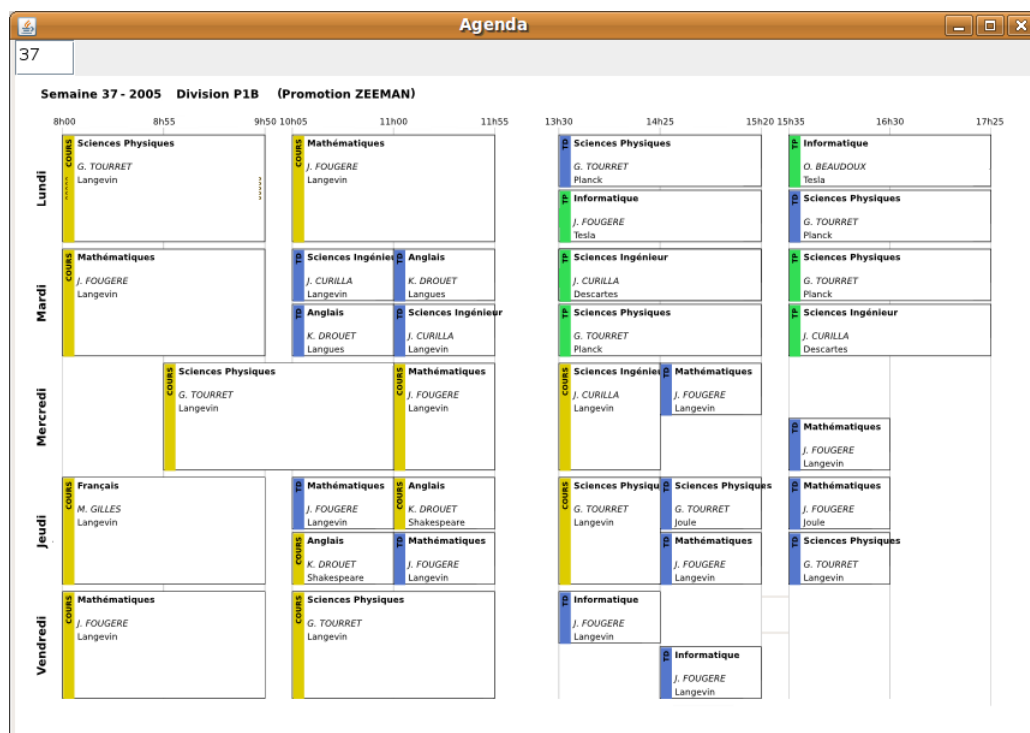 Agenda
37
Semaine 37 - 2005 Division P1B (Promotion ZEEMAN)
8h00 8h55 9h50 10h05 11h00 11h55 13h30 14h25 15h20 15h35 16h30 17h25
Lundi
COURS
Sciences Physiques
G. TOURRET
Langevin
COURS
Mathématiques
J. FOUGERE
Langevin
TD
Sciences Physiques
G. TOURRET
Planck
TP
Informatique
J. FOUGERE
Tesla
TP
Informatique
O. BEAUDOUX
Tesla
TD
Sciences Physiques
G. TOURRET
Planck
Mardi
COURS
Mathématiques
J. FOUGERE
Langevin
TD
Sciences Ingénieu
J. CURILLA
Langevin
TD
Anglais
K. DROUET
Langues
TD
Anglais
K. DROUET
Langues
TD
Sciences Ingénieur
J. CURILLA
Langevin
TP
Sciences Ingénieur
J. CURILLA
Descartes
TP
Sciences Physiques
G. TOURRET
Planck
TP
Sciences Physiques
G. TOURRET
Planck
TP
Sciences Ingénieur
J. CURILLA
Descartes
Mercredi
COURS
Sciences Physiques
G. TOURRET
Langevin
COURS
Mathématiques
J. FOUGERE
Langevin
COURS
Sciences Ingénieu
J. CURILLA
Langevin
TD
Mathématiques
J. FOUGERE
Langevin
TD
Mathématiques
J. FOUGERE
Langevin
Jeudi
COURS
Français
M. GILLES
Langevin
TD
Mathématiques
J. FOUGERE
Langevin
COURS
Anglais
K. DROUET
Shakespeare
COURS
Anglais
K. DROUET
Shakespeare
TD
Mathématiques
J. FOUGERE
Langevin
COURS
Sciences Physiqu
G. TOURRET
Langevin
TD
Sciences Physiques
G. TOURRET
Joule
TD
Mathématiques
J. FOUGERE
Langevin
TD
Mathématiques
J. FOUGERE
Joule
TD
Sciences Physiques
G. TOURRET
Langevin
Vendredi
COURS
Mathématiques
J. FOUGERE
Langevin
COURS
Sciences Physiques
G. TOURRET
Langevin
TD
Informatique
J. FOUGERE
Langevin
TD
Informatique
J. FOUGERE
Langevin